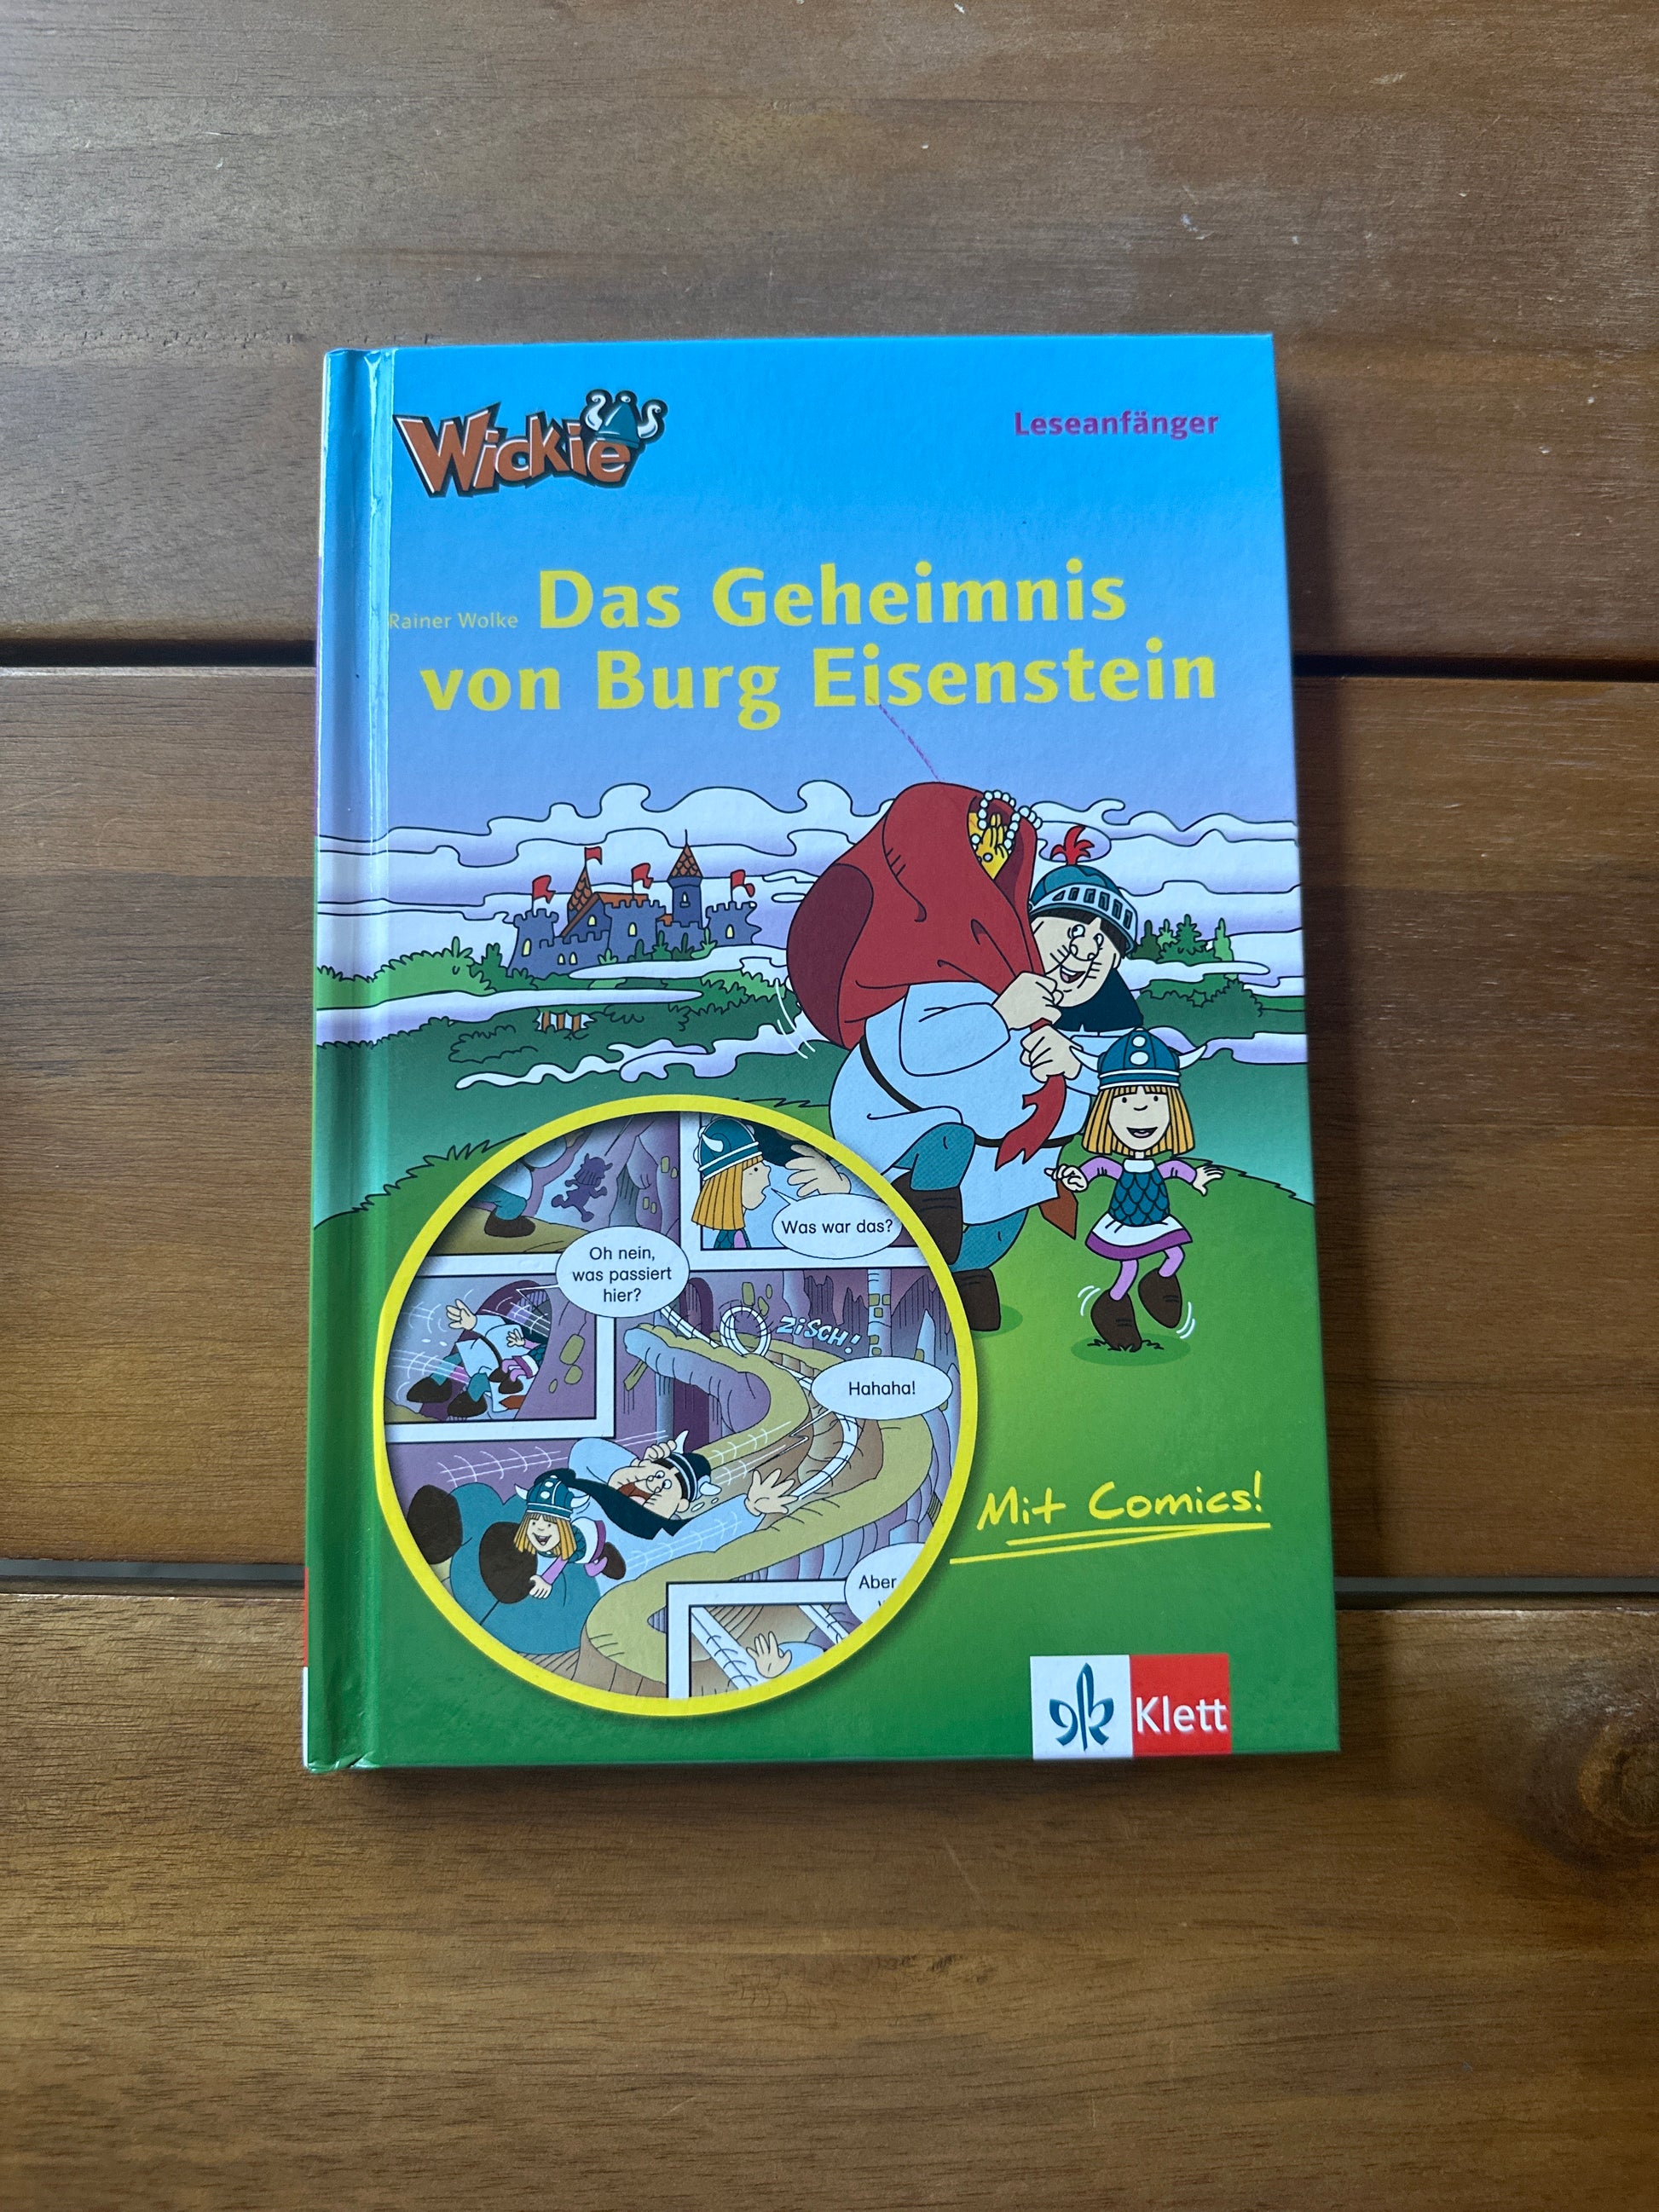 Wickie
Leseanfänger
Rainer Wolke
Das Geheimnis
von Burg Eisenstein
Was war das?
Oh nein,
was passiert
hier?
ZISCH!
Hahaha!
Aber
Mit Comics!
Klett